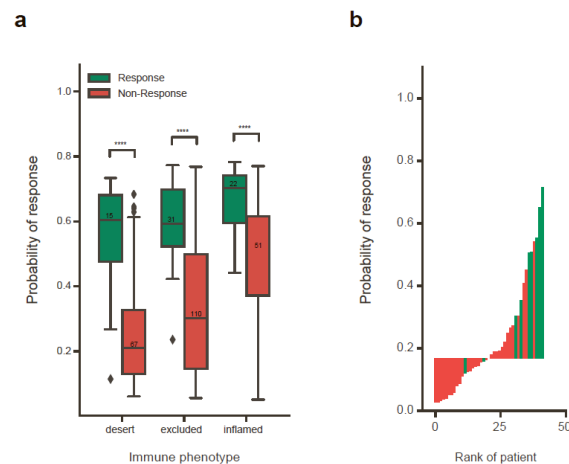 a
b
Response
Non-Response
1.0
0.8
0.6
0.4
0.2
Probability of response
****
****
****
15
67
31
110
22
51
desert
excluded
inflamed
Immune phenotype
1.0
0.8
0.6
0.4
0.2
0.0
Probability of response
0
25
50
Rank of patient